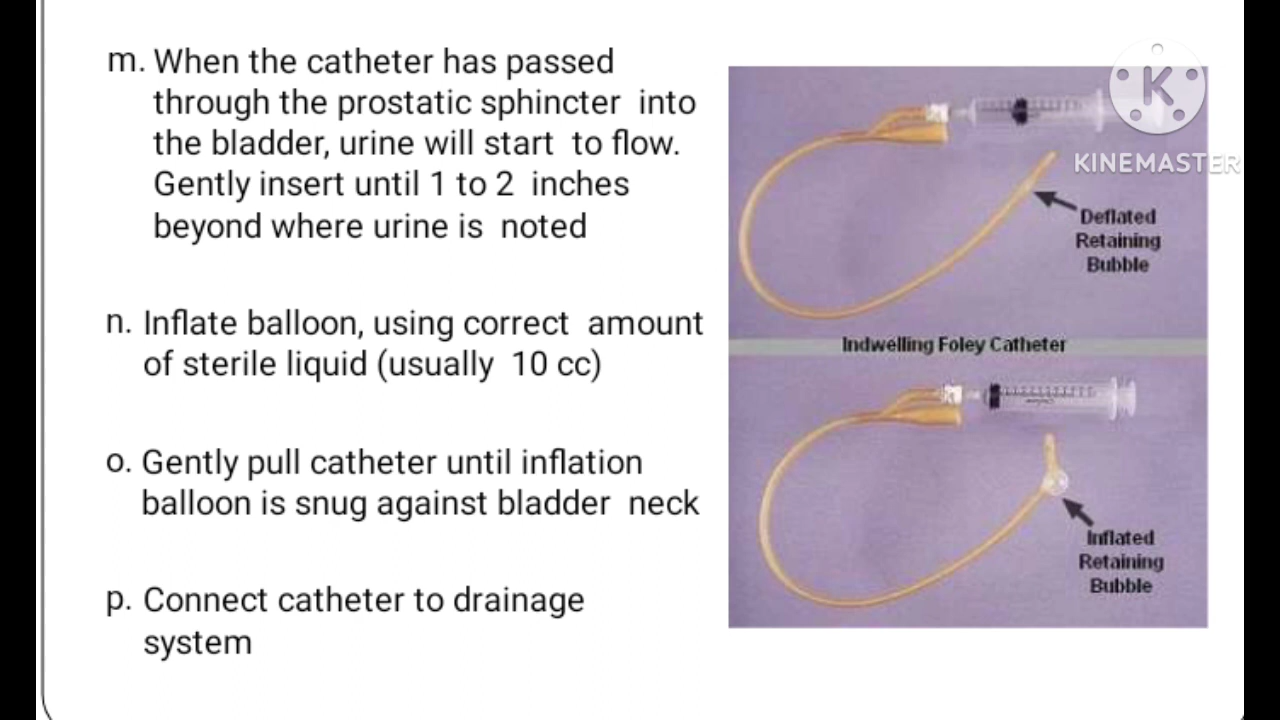 m. When the catheter has passed
through the prostatic sphincter into
the bladder, urine will start to flow.
Gently insert until 1 to 2 inches
beyond where urine is noted
n. Inflate balloon, using correct amount
of sterile liquid (usually 10 cc)
o. Gently pull catheter until inflation
balloon is snug against bladder neck
p. Connect catheter to drainage
system
K
KINEMASTER
Deflated
Retaining
Bubble
Indwelling Foley Catheter
Inflated
Retaining
Bubble